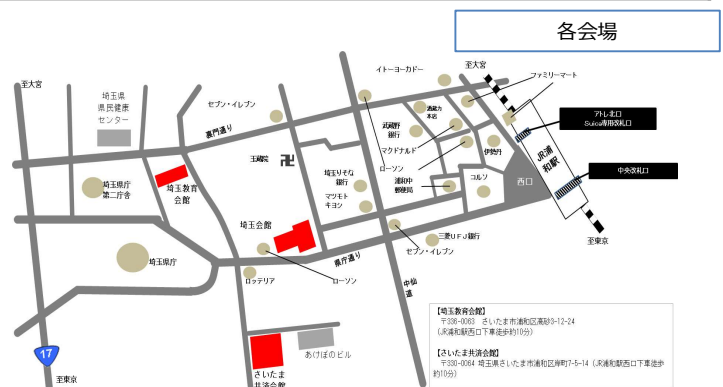 各会場
至大宮
イトーヨーカドー
至大宮
ファミリーマート
埼玉県
県民健康
センター
セブン・イレブン
酒蔵力
本店
アトレ北口
Suica専用改札口
裏門通り
武蔵野
銀行
マクドナルド
伊勢丹
JR浦和駅
玉蔵院
卍
埼玉りそな
銀行
ローソン
コルソ
中央改札口
埼玉教育
会館
浦和中
郵便局
西口
埼玉県庁
第二庁舎
マツモト
キヨシ
埼玉会館
三菱UFJ銀行
至東京
埼玉県庁
県庁通り
セブン・イレブン
ロッテリア
ローソン
中仙道
【埼玉教育会館】
〒336-0063 さいたま市浦和区高砂3-12-24
(JR浦和駅西口下車徒歩約10分)
【さいたま共済会館】
〒330-0064 埼玉県さいたま市浦和区岸町7-5-14 (JR浦和駅西口下車徒歩
約10分)
17
至東京
さいたま
共済会館
あけぼのビル